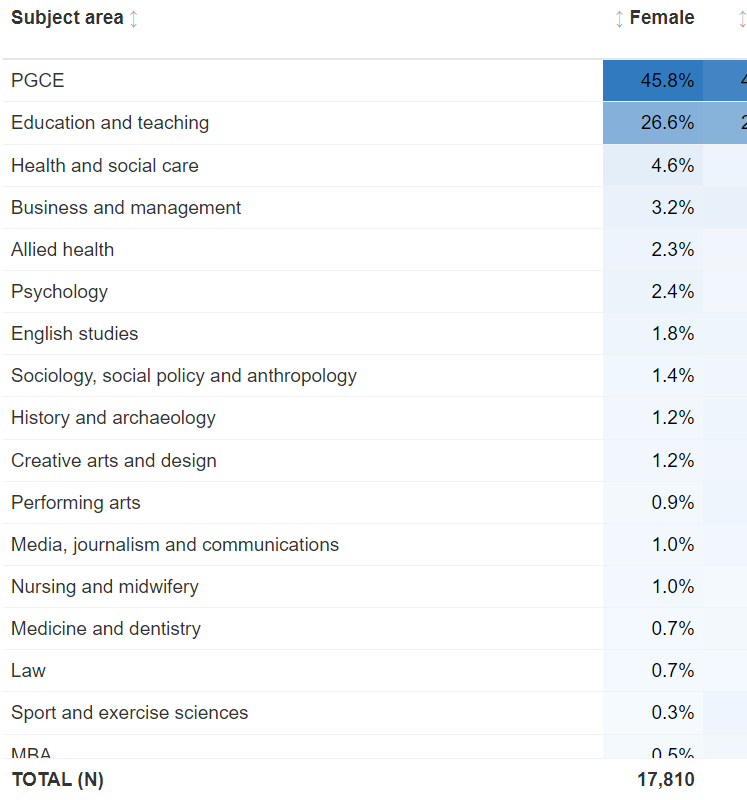 Subject area Female
PGCE 45.8% 4
Education and teaching 26.6% 2
Health and social care 4.6%
Business and management 3.2%
Allied health 2.3%
Psychology 2.4%
English studies 1.8%
Sociology, social policy and anthropology 1.4%
History and archaeology 1.2%
Creative arts and design 1.2%
Performing arts 0.9%
Media, journalism and communications 1.0%
Nursing and midwifery 1.0%
Medicine and dentistry 0.7%
Law 0.7%
Sport and exercise sciences 0.3%
MBA 0.5%
TOTAL (N) 17,810